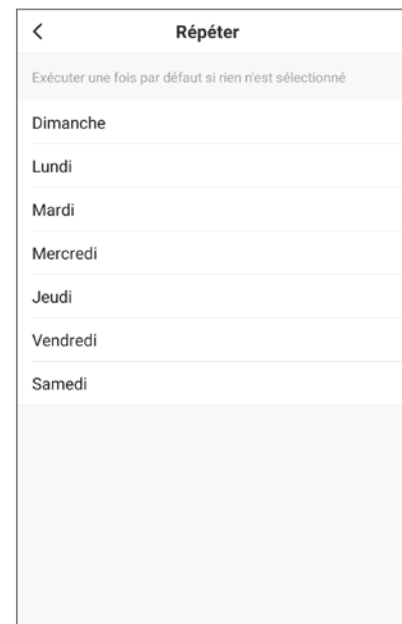 Répéter
Exécuter une fois par défaut si rien n'est sélectionné
Dimanche
Lundi
Mardi
Mercredi
Jeudi
Vendredi
Samedi